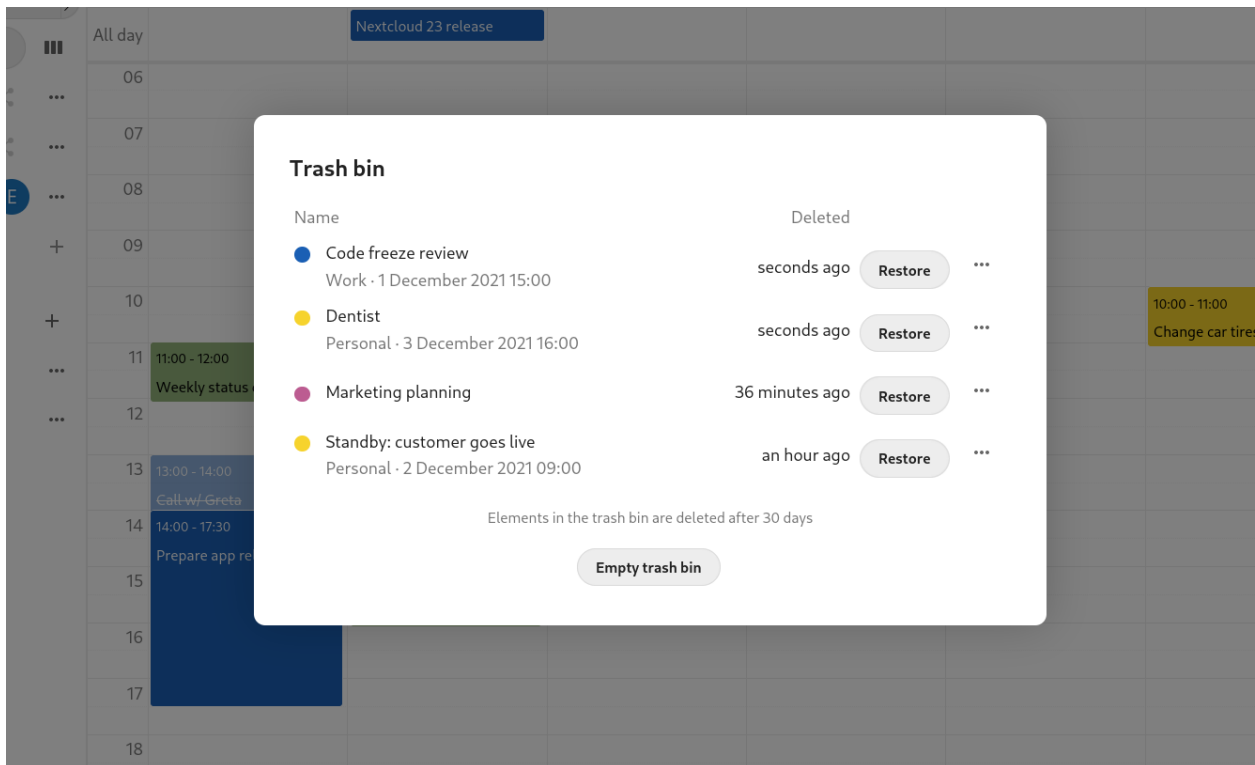 All day
Nextcloud 23 release
06
07
08
E
09
10
10:00 - 11:00
Change car tires
11
11:00 - 12:00
Weekly status
12
13
13:00 - 14:00
Call w/ Greta
14
14:00 - 17:30
Prepare app rel
15
16
17
18
Trash bin
Name Deleted
Code freeze review
Work · 1 December 2021 15:00
seconds ago Restore
Dentist
Personal · 3 December 2021 16:00
seconds ago Restore
Marketing planning 36 minutes ago Restore
Standby: customer goes live
Personal · 2 December 2021 09:00
an hour ago Restore
Elements in the trash bin are deleted after 30 days
Empty trash bin